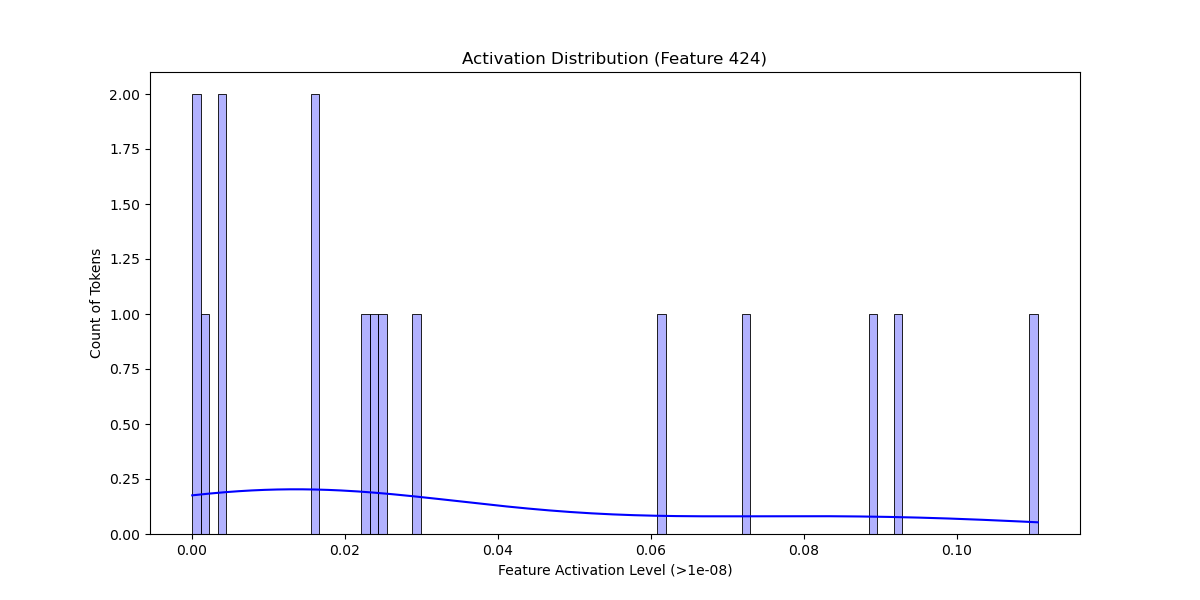 Activation Distribution (Feature 424)
2.00
1.75
1.50
1.25
1.00
0.75
0.50
0.25
0.00
Count of Tokens
0.00 0.02 0.04 0.06 0.08 0.10
Feature Activation Level (>1e-08)